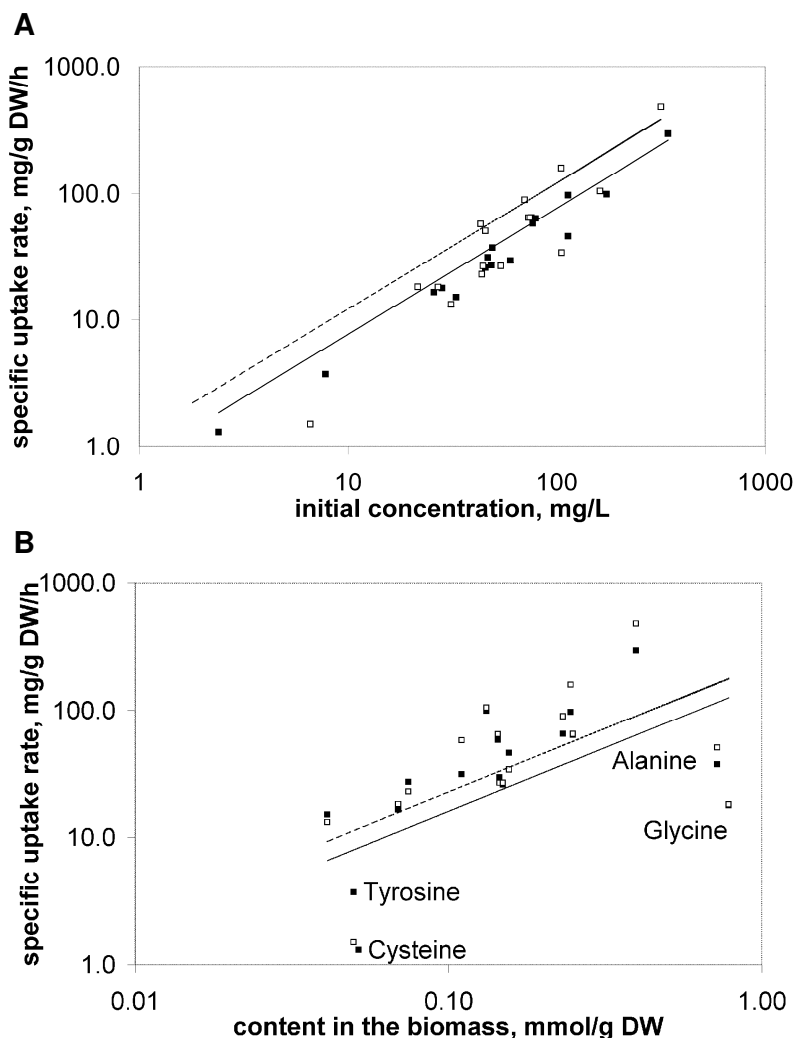 A
specific uptake rate, mg/g DW/h
1000.0
100.0
10.0
1.0
1 10 100 1000
initial concentration, mg/L
B
specific uptake rate, mg/g DW/h
1000.0
100.0
10.0
1.0
Alanine
Glycine
Tyrosine
Cysteine
0.01 0.10 1.00
content in the biomass, mmol/g DW